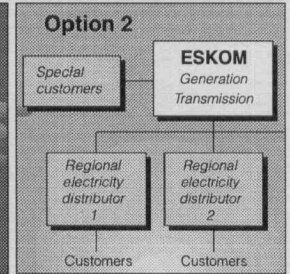 Option 2
Special
customers
ESKOM
Generation
Transmission
Regional
electricity
distributor
1
Regional
electricity
distributor
2
Customers
Customers